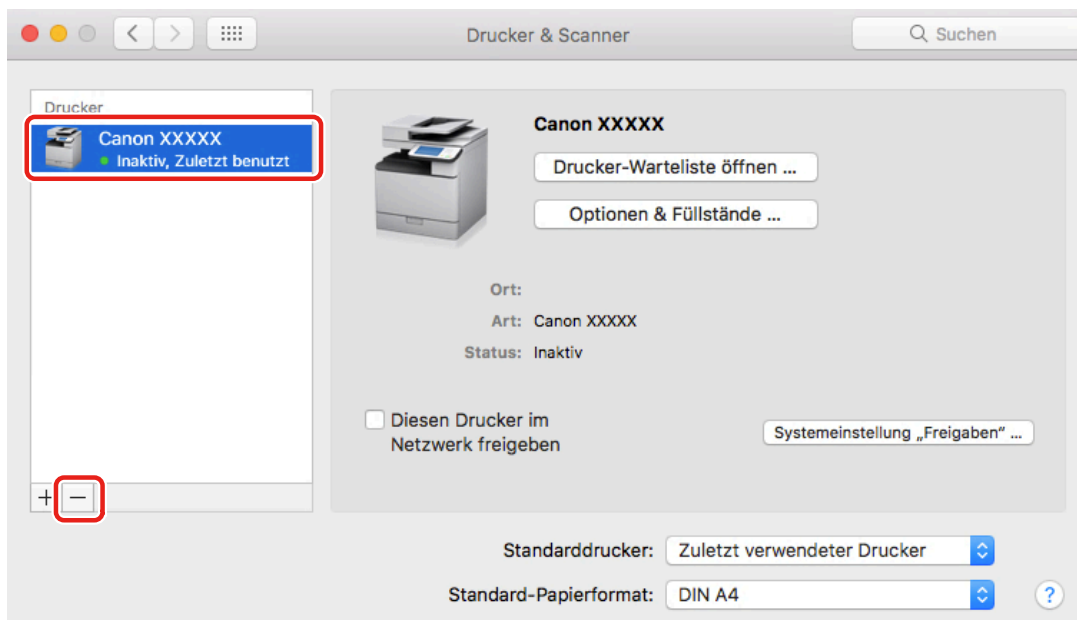 Drucker & Scanner
Suchen
Drucker
Canon XXXXX
Inaktiv, Zuletzt benutzt
Canon XXXXX
Drucker-Warteliste öffnen ...
Optionen & Füllstände ...
Ort:
Art: Canon XXXXX
Status: Inaktiv
Diesen Drucker im
Netzwerk freigeben
Systemeinstellung „Freigaben“ ...
+ −
Standarddrucker: Zuletzt verwendeter Drucker
Standard-Papierformat: DIN A4
?